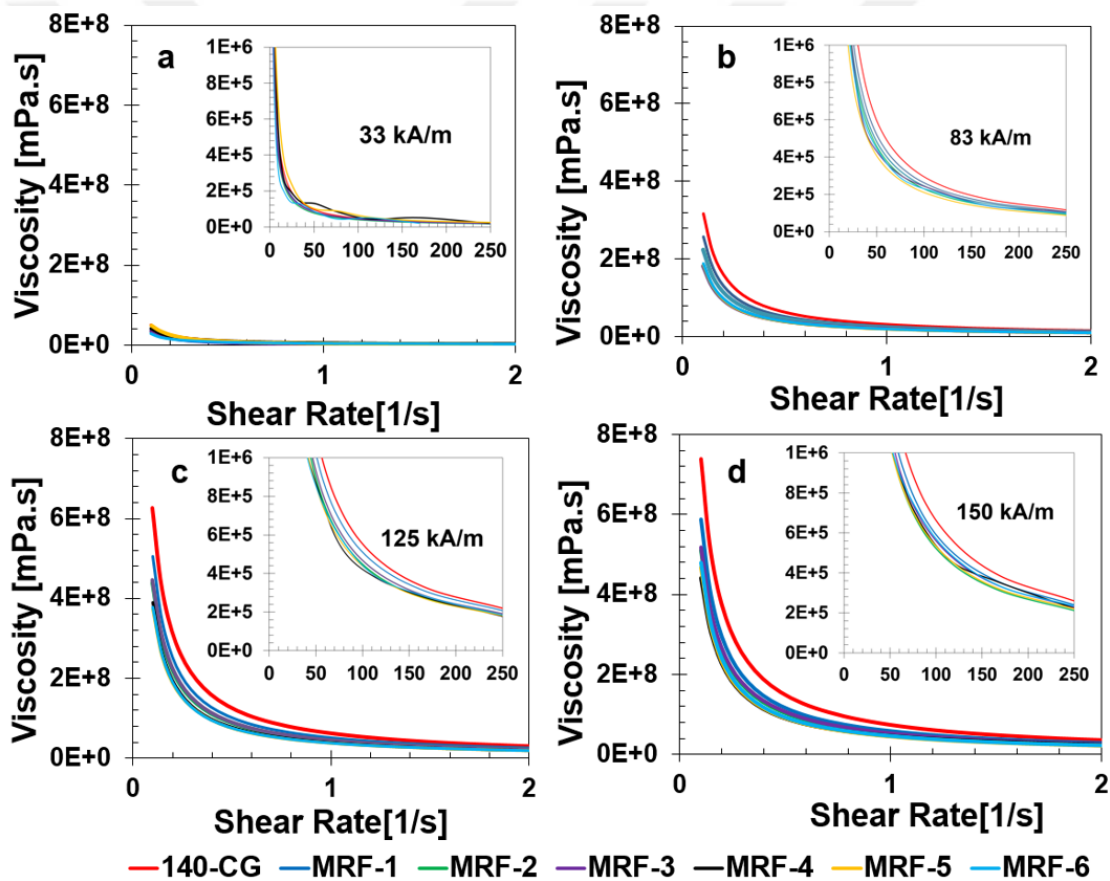 8E+8
6E+8
4E+8
2E+8
0E+0
Viscosity [mPa.s]
a
1E+6
8E+5
6E+5
4E+5
2E+5
0E+0
33 kA/m
0 50 100 150 200 250
0 1 2
Shear Rate[1/s]
8E+8
6E+8
4E+8
2E+8
0E+0
Viscosity [mPa.s]
b
1E+6
8E+5
6E+5
4E+5
2E+5
0E+0
83 kA/m
0 50 100 150 200 250
0 1 2
Shear Rate[1/s]
8E+8
6E+8
4E+8
2E+8
0E+0
Viscosity [mPa.s]
c
1E+6
8E+5
6E+5
4E+5
2E+5
0E+0
125 kA/m
0 50 100 150 200 250
0 1 2
Shear Rate[1/s]
8E+8
6E+8
4E+8
2E+8
0E+0
Viscosity [mPa.s]
d
1E+6
8E+5
6E+5
4E+5
2E+5
0E+0
150 kA/m
0 50 100 150 200 250
0 1 2
Shear Rate[1/s]
140-CG MRF-1 MRF-2 MRF-3 MRF-4 MRF-5 MRF-6